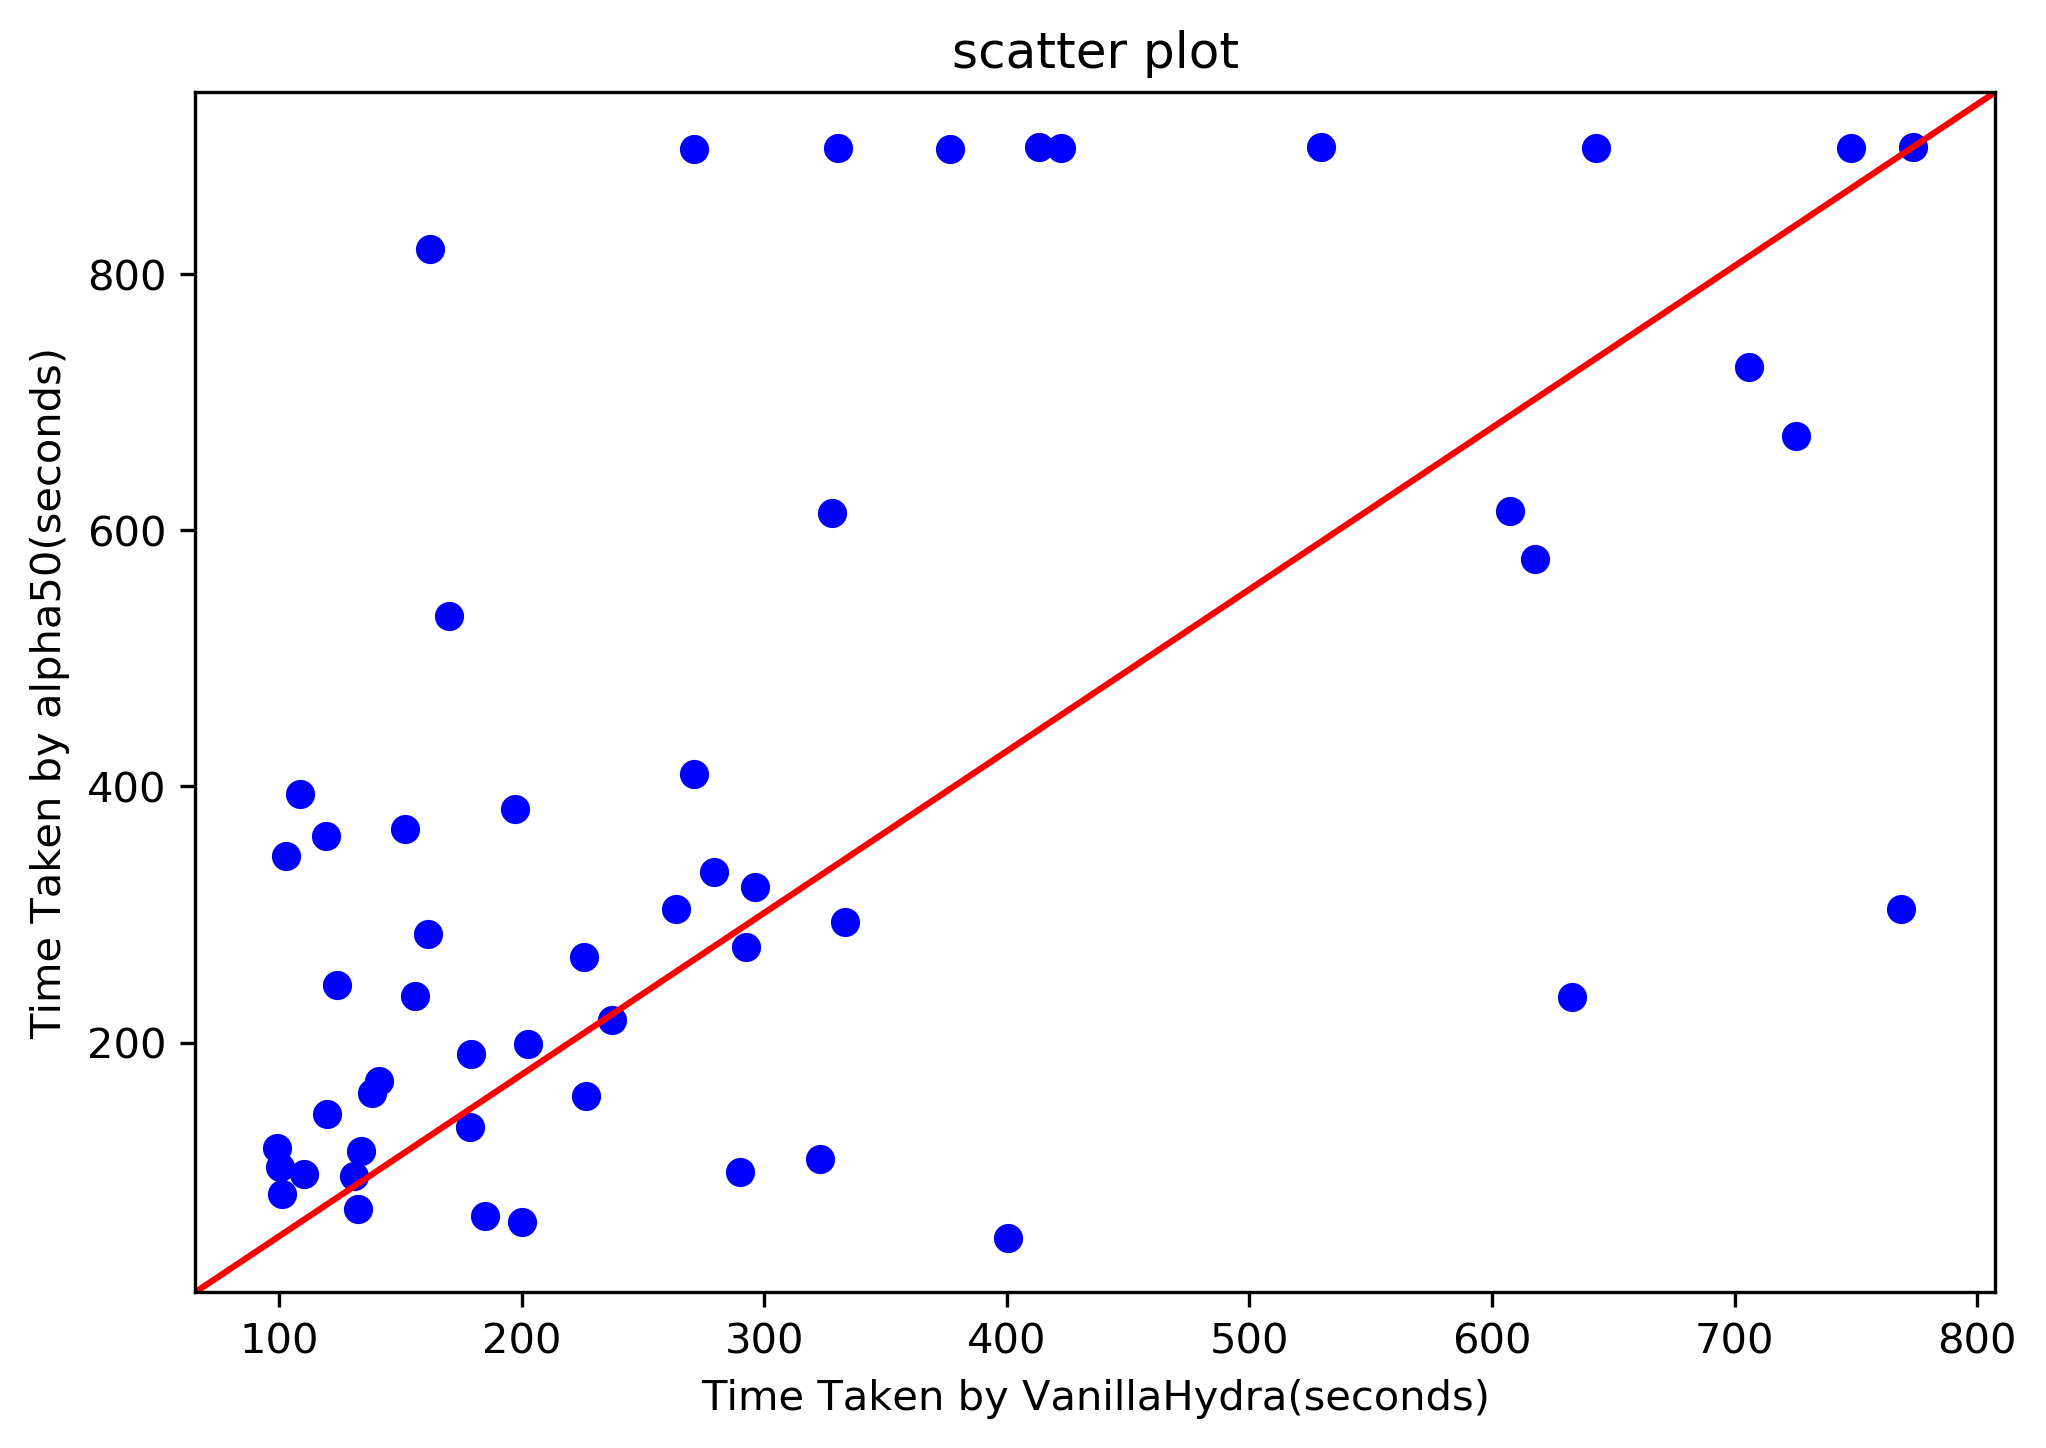 scatter plot
Time Taken by alpha50(seconds)
800
600
400
200
100 200 300 400 500 600 700 800
Time Taken by VanillaHydra(seconds)